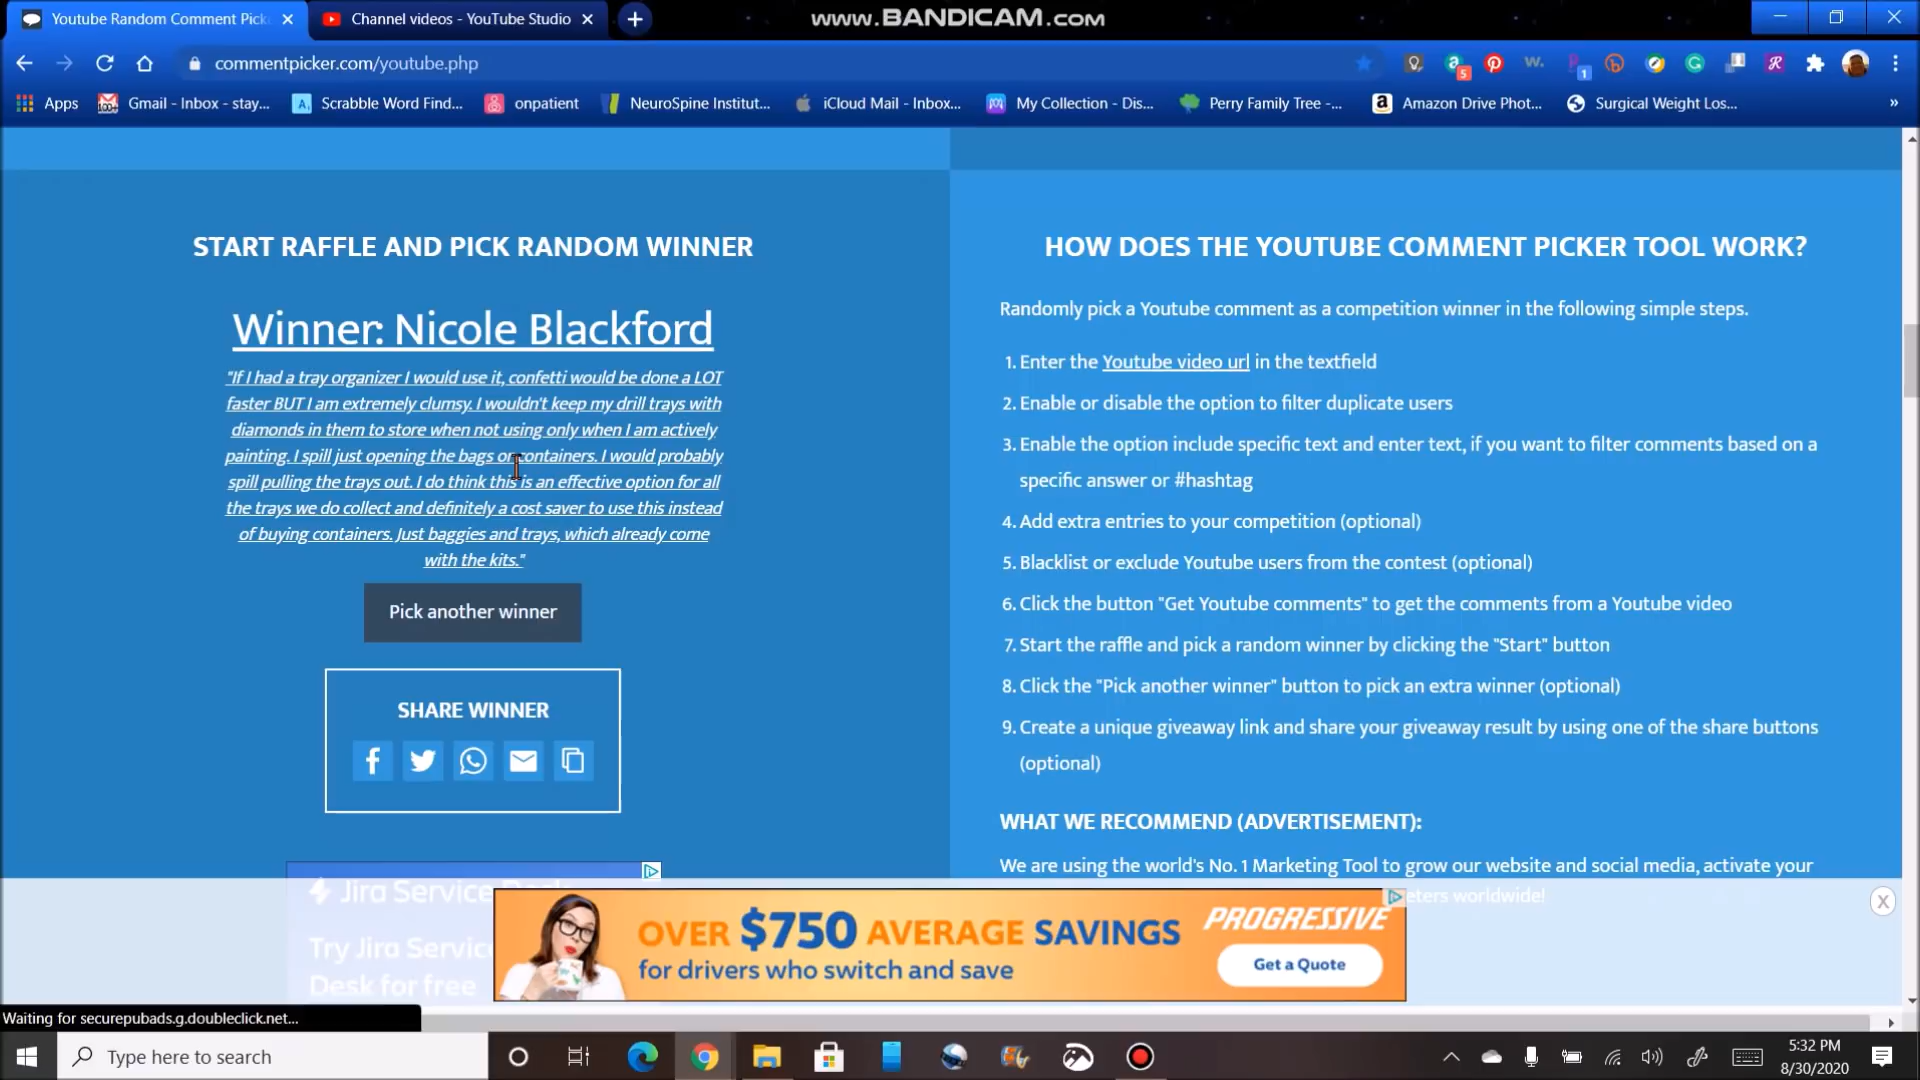 Youtube Random Comment Pick
Channel videos - YouTube Studio
www.BANDICAM.com
commentpicker.com/youtube.php
5
1
Apps
Gmail - Inbox - stay...
Scrabble Word Find...
onpatient
NeuroSpine Institut...
iCloud Mail - Inbox...
My Collection - Dis...
Perry Family Tree -...
Amazon Drive Phot...
Surgical Weight Los...
START RAFFLE AND PICK RANDOM WINNER
Winner: Nicole Blackford
"If I had a tray organizer I would use it, confetti would be done a LOT
faster BUT I am extremely clumsy. I wouldn't keep my drill trays with
diamonds in them to store when not using only when I am actively
painting. I spill just opening the bags or containers. I would probably
spill pulling the trays out. I do think this is an effective option for all
the trays we do collect and definitely a cost saver to use this instead
of buying containers. Just baggies and trays, which already come
with the kits."
Pick another winner
SHARE WINNER
HOW DOES THE YOUTUBE COMMENT PICKER TOOL WORK?
Randomly pick a Youtube comment as a competition winner in the following simple steps.
1. Enter the Youtube video url in the textfield
2. Enable or disable the option to filter duplicate users
3. Enable the option include specific text and enter text, if you want to filter comments based on a
specific answer or #hashtag
4. Add extra entries to your competition (optional)
5. Blacklist or exclude Youtube users from the contest (optional)
6. Click the button "Get Youtube comments" to get the comments from a Youtube video
7. Start the raffle and pick a random winner by clicking the "Start" button
8. Click the "Pick another winner" button to pick an extra winner (optional)
9. Create a unique giveaway link and share your giveaway result by using one of the share buttons
(optional)
WHAT WE RECOMMEND (ADVERTISEMENT):
We are using the world's No. 1 Marketing Tool to grow our website and social media, activate your
eters worldwide!
Jira Service Desk
Try Jira Servic
Desk for free
OVER $750 AVERAGE SAVINGS
for drivers who switch and save
PROGRESSIVE
Get a Quote
X
Waiting for securepubads.g.doubleclick.net...
Type here to search
5:32 PM
8/30/2020